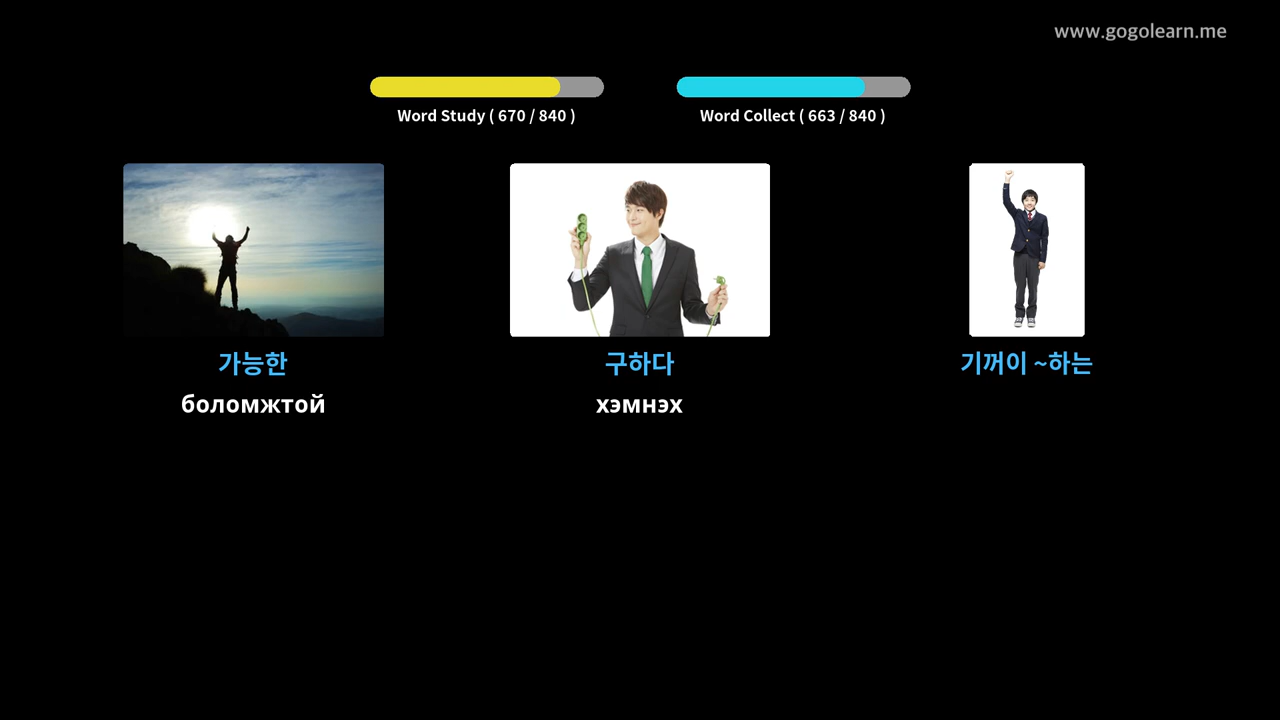 www.gogolearn.me
Word Study ( 670 / 840 )
Word Collect ( 663 / 840 )
가능한
구하다
기꺼이 ~하는
боломжтой
хэмнэх